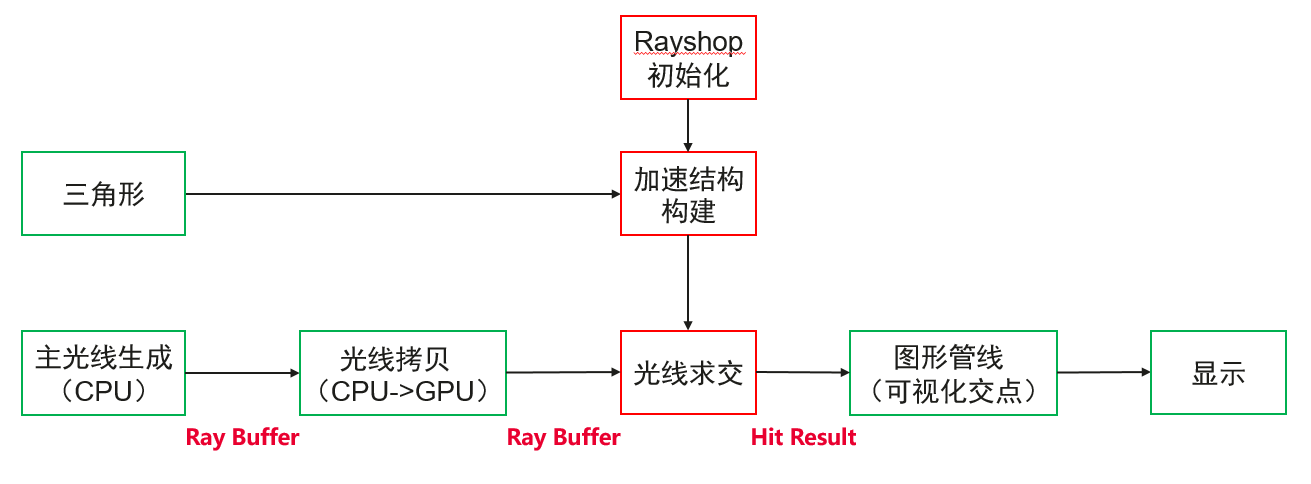 Rayshop
初始化
三角形
加速结构
构建
主光线生成
（CPU）
光线拷贝
（CPU->GPU）
光线求交
图形管线
（可视化交点）
显示
Ray Buffer
Ray Buffer
Hit Result